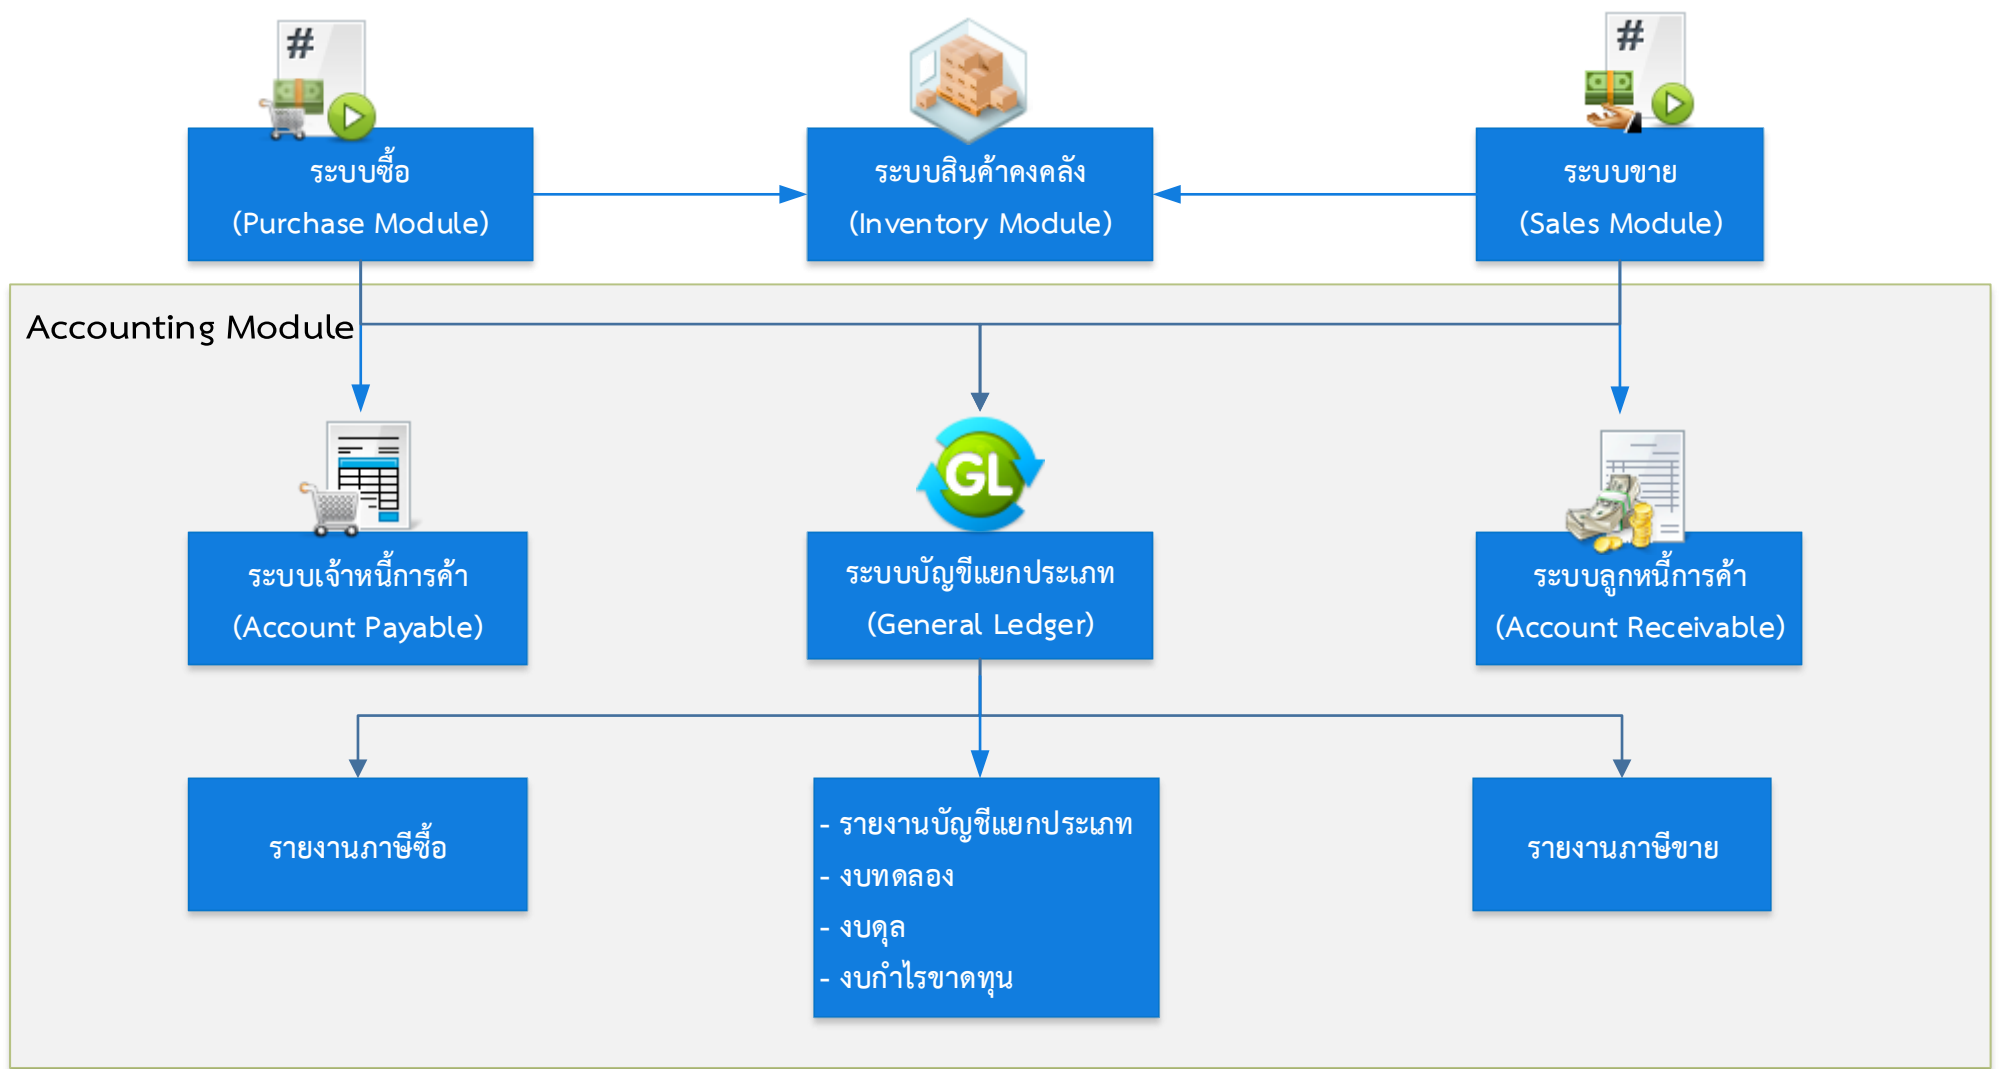 #
#
ระบบซื้อ
(Purchase Module)
ระบบสินค้าคงคลัง
(Inventory Module)
ระบบขาย
(Sales Module)
Accounting Module
GL
ระบบเจ้าหนี้การค้า
(Account Payable)
ระบบบัญชีแยกประเภท
(General Ledger)
ระบบลูกหนี้การค้า
(Account Receivable)
รายงานภาษีซื้อ
- รายงานบัญชีแยกประเภท
- งบทดลอง
- งบดุล
- งบกำไรขาดทุน
รายงานภาษีขาย